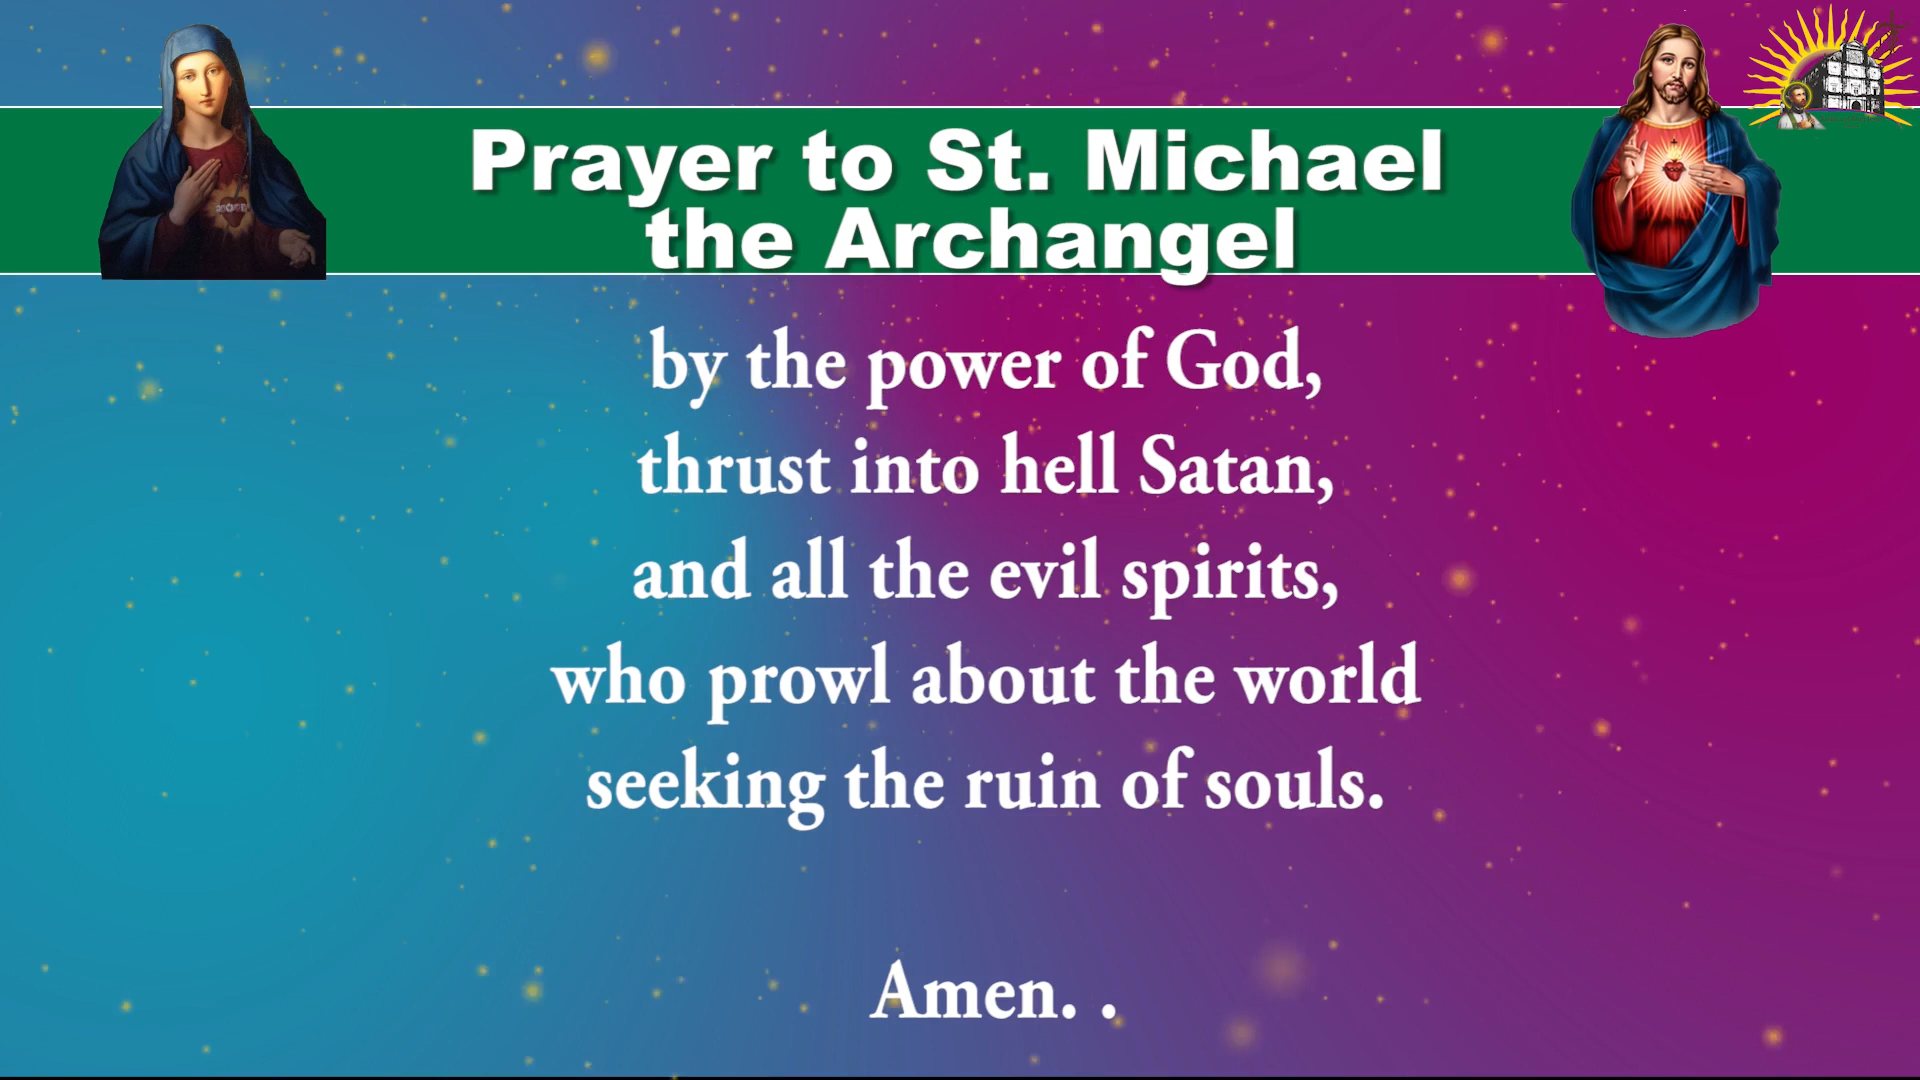 Prayer to St. Michael
the Archangel
by the power of God,
thrust into hell Satan,
and all the evil spirits,
who prowl about the world
seeking the ruin of souls.
Amen. .